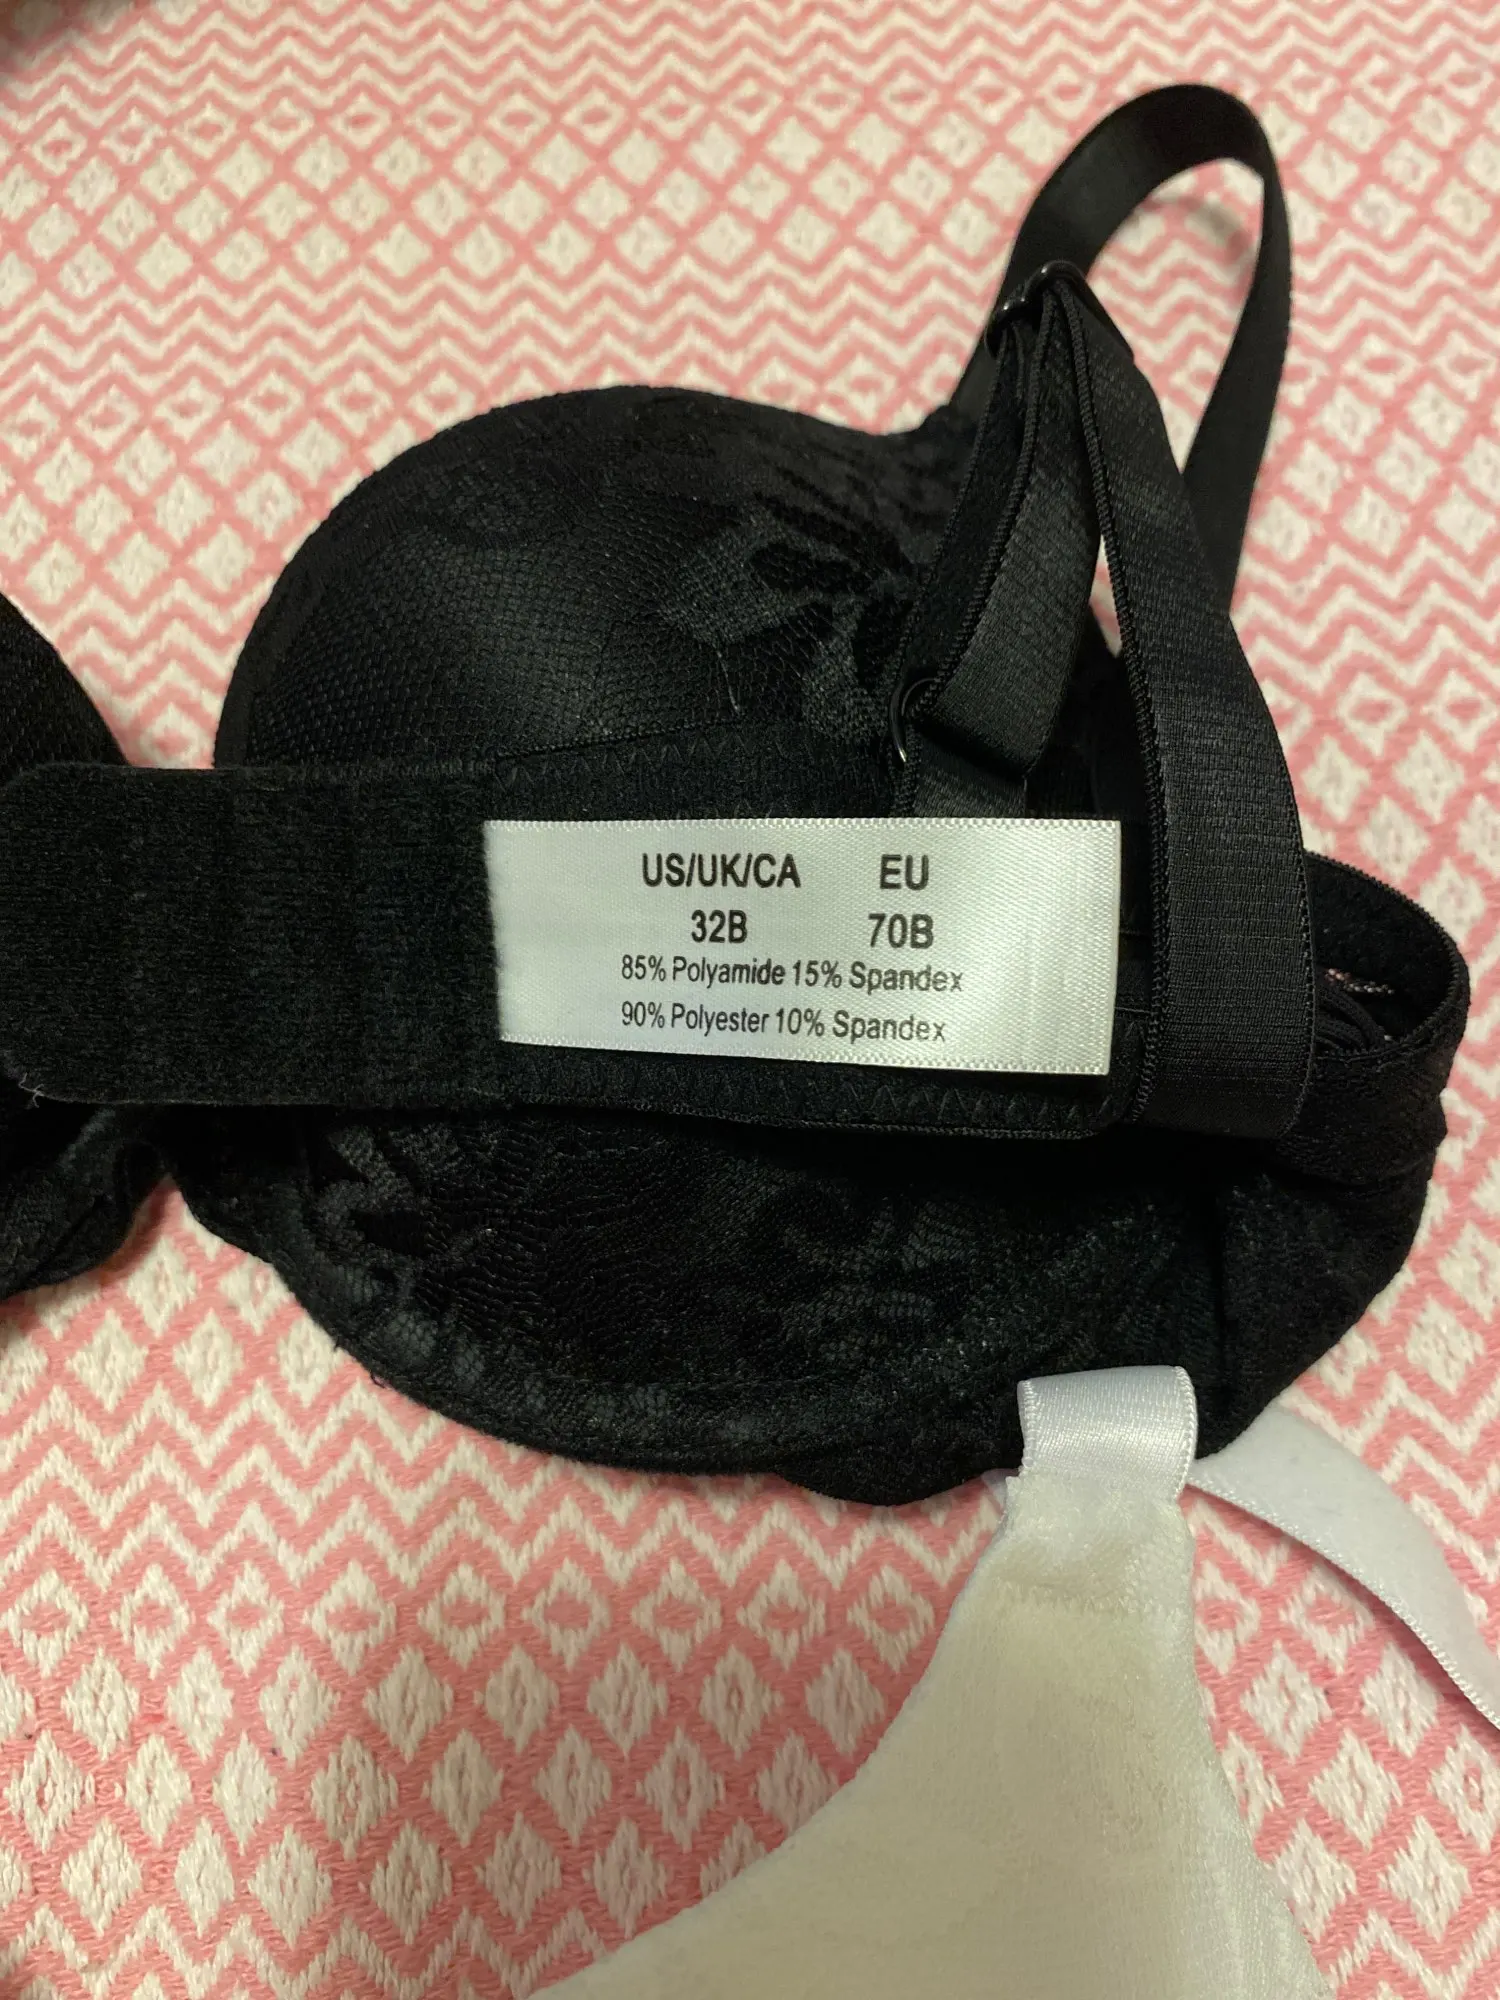 US/UK/CA EU
32B 70B
85% Polyamide 15% Spandex
90% Polyester 10% Spandex